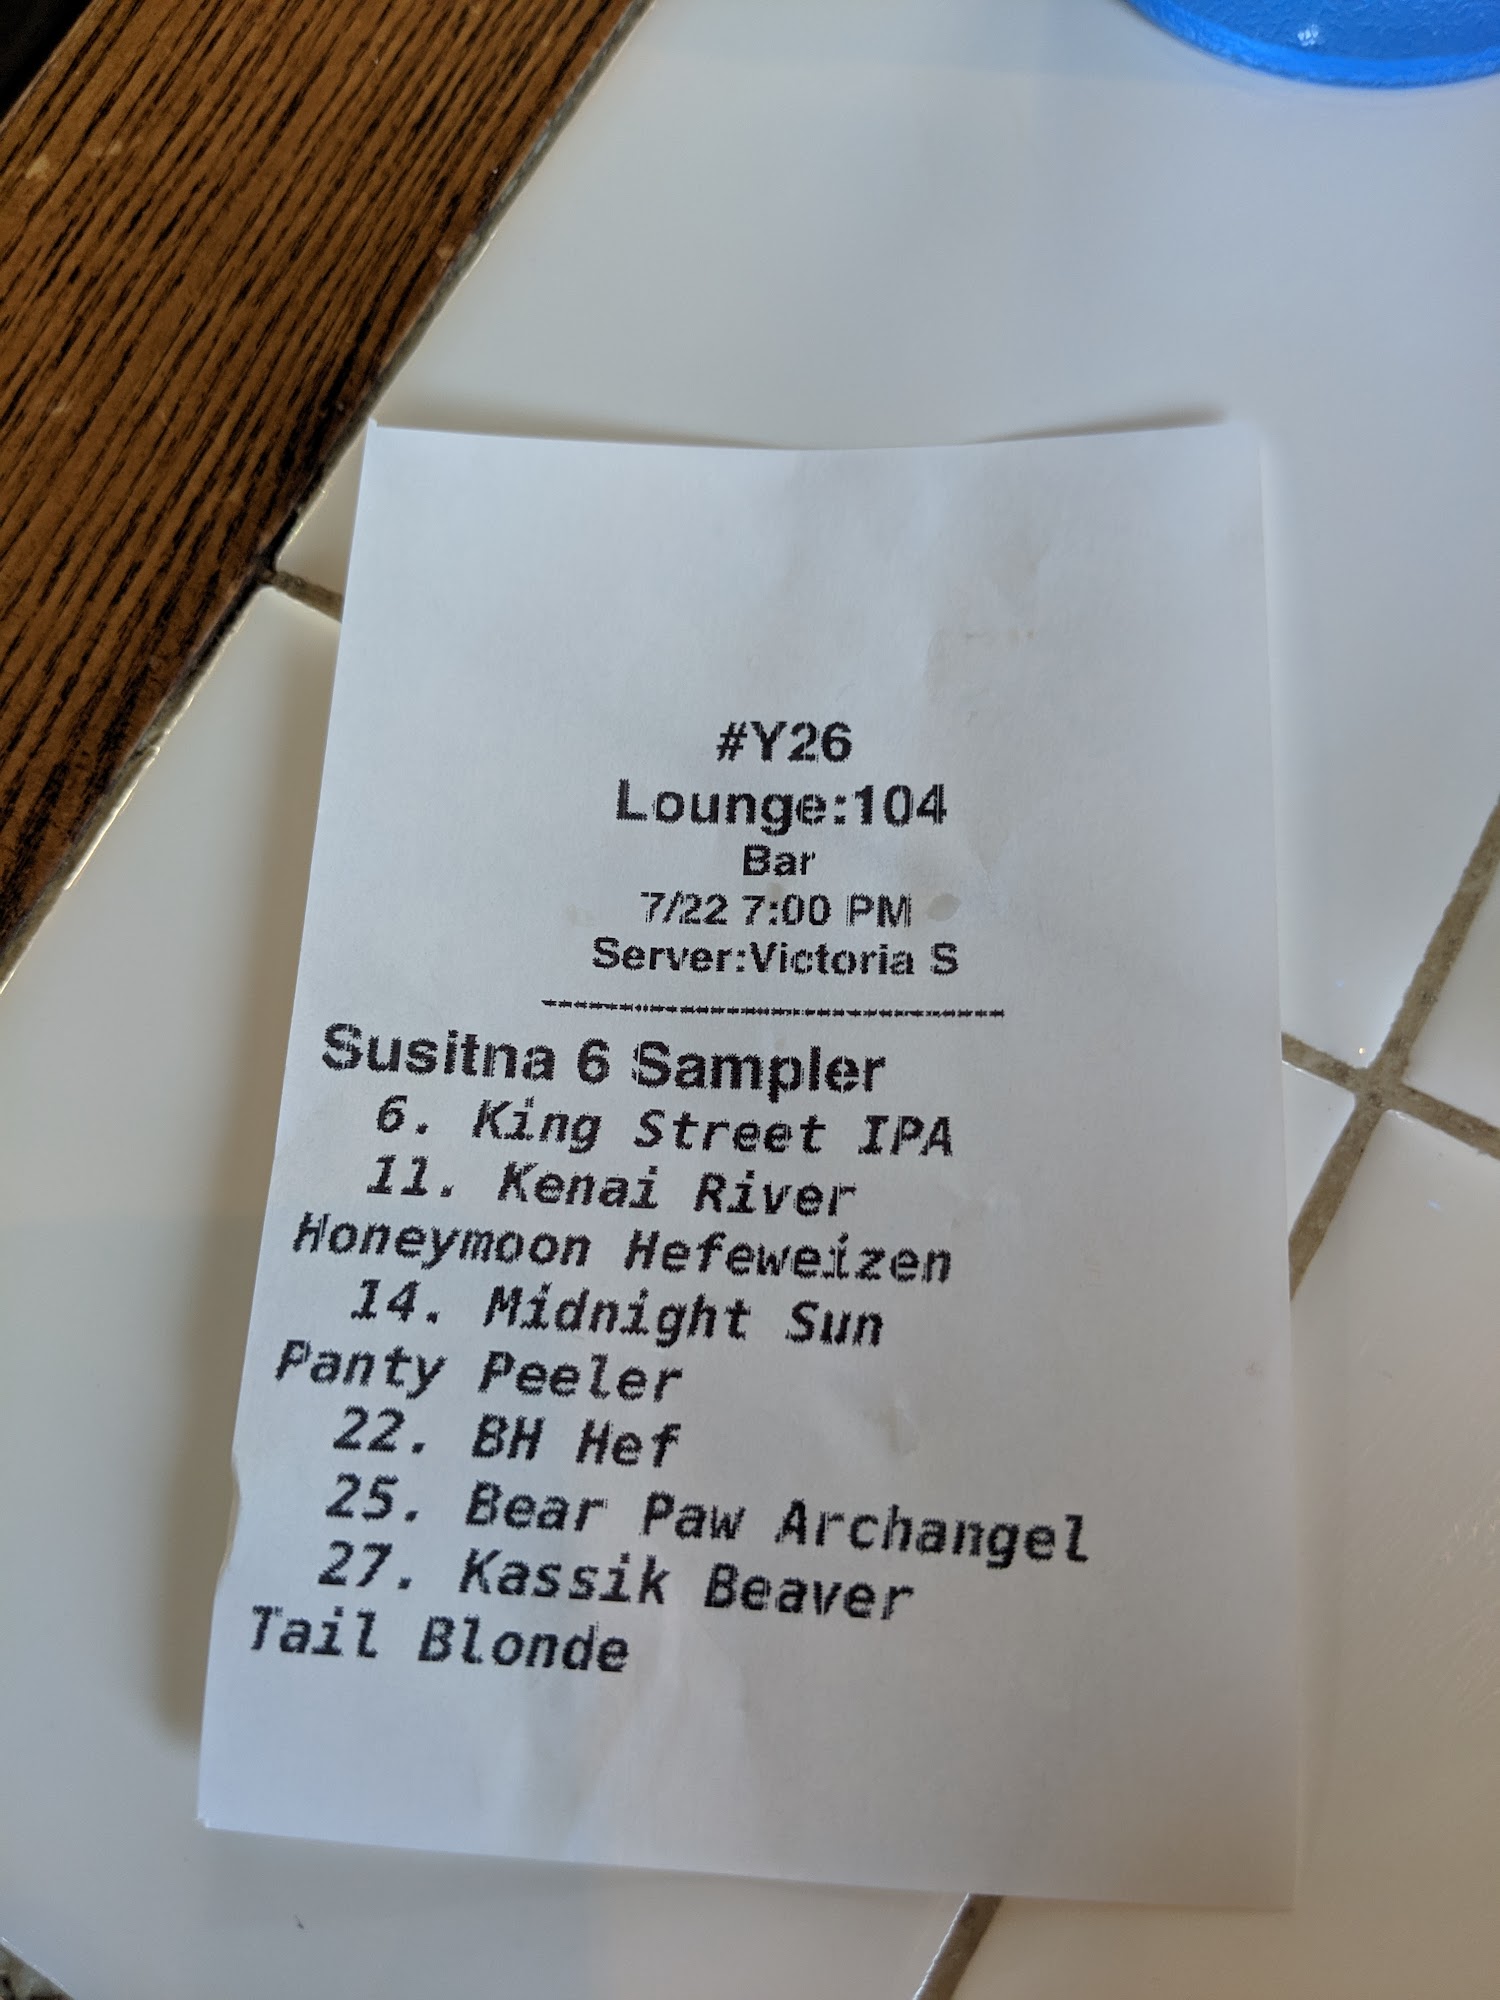 #Y26
Lounge:104
Bar
7/22 7:00 PM
Server:Victoria S
Susitna 6 Sampler
6. King Street IPA
11. Kenai River
Honeymoon Hefeweizen
14. Midnight Sun
Panty Peeler
22. BH Hef
25. Bear Paw Archangel
27. Kassik Beaver
Tail Blonde